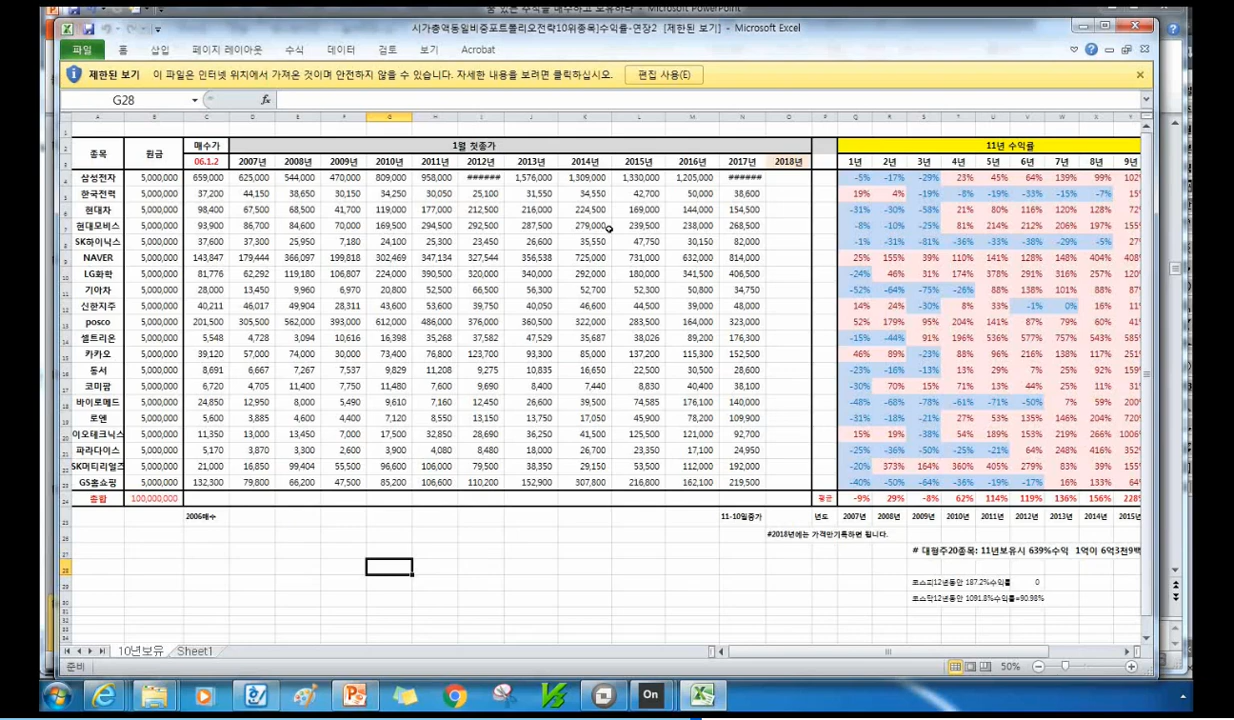 좀 있는 주식을 매수하고 보유하라 - Microsoft PowerPoint
시가총액동일비중포트폴리오전략10위종목]수익률-연장2 [제한된 보기] - Microsoft Excel
파일 홈 삽입 페이지 레이아웃 수식 데이터 검토 보기 Acrobat
제한된 보기 이 파일은 인터넷 위치에서 가져온 것이며 안전하지 않을 수 있습니다. 자세한 내용을 보려면 클릭하십시오. 편집 사용(E)
G28 fx
종목 원금 매수가 1월 첫종가 11년 수익률
06.1.2 2007년 2008년 2009년 2010년 2011년 2012년 2013년 2014년 2015년 2016년 2017년 2018년 1년 2년 3년 4년 5년 6년 7년 8년 9년
삼성전자 5,000,000 659,000 625,000 544,000 470,000 809,000 958,000 ###### 1,576,000 1,309,000 1,330,000 1,205,000 ###### -5% -17% -29% 23% 45% 64% 139% 99% 102
한국전력 5,000,000 37,200 44,150 38,650 30,150 34,250 30,050 25,100 31,550 34,550 42,700 50,000 38,600 19% 4% -19% -8% -19% -33% -15% -7% 15
현대차 5,000,000 98,400 67,500 68,500 41,700 119,000 177,000 212,500 216,000 224,500 169,000 144,000 154,500 -31% -30% -58% 21% 80% 116% 120% 128% 72
현대모비스 5,000,000 93,900 86,700 84,600 70,000 169,500 294,500 292,500 287,500 279,000 239,500 238,000 268,500 -8% -10% -25% 81% 214% 212% 206% 197% 155
SK하이닉스 5,000,000 37,600 37,300 25,950 7,180 24,100 25,300 23,450 26,600 35,550 47,750 30,150 82,000 -1% -31% -81% -36% -33% -38% -29% -5% 27
NAVER 5,000,000 143,847 179,444 366,097 199,818 302,469 347,134 327,544 356,568 725,000 731,000 632,000 814,000 25% 155% 39% 110% 141% 128% 148% 404% 408
LG화학 5,000,000 81,776 62,292 119,180 106,807 224,000 390,500 320,000 340,000 292,000 180,000 341,500 406,500 -24% 46% 31% 174% 378% 291% 316% 257% 120
기아차 5,000,000 28,000 13,450 9,960 6,970 20,800 52,500 66,500 56,300 52,700 52,200 50,800 34,750 -52% -64% -75% -26% 88% 138% 101% 88% 87
신한지주 5,000,000 40,211 46,017 49,904 28,311 43,600 53,600 39,750 40,050 46,600 44,500 39,000 48,000 14% 24% -30% 8% 33% -1% 0% 16% 11
posco 5,000,000 201,500 305,500 562,000 393,000 612,000 486,000 376,000 360,500 322,000 283,500 164,000 323,000 52% 179% 95% 204% 141% 87% 79% 60% 41
셀트리온 5,000,000 5,548 4,728 3,094 16,616 16,398 35,268 37,582 47,529 35,687 38,026 89,200 176,300 -15% -44% 91% 196% 536% 577% 757% 543% 585
카카오 5,000,000 39,120 57,000 74,000 30,000 73,400 76,800 123,700 93,300 85,000 137,200 115,300 152,500 46% 89% -23% 88% 96% 216% 138% 117% 251
동서 5,000,000 8,691 6,667 7,267 7,537 9,829 11,208 9,275 10,835 16,650 22,500 30,500 28,600 -23% -16% -13% 13% 29% 7% 25% 92% 159
코미팜 5,000,000 6,720 4,705 11,400 7,750 11,480 7,600 9,690 8,400 7,440 8,830 40,400 38,100 -30% 70% 15% 71% 13% 44% 25% 11% 31
바이로메드 5,000,000 24,850 12,950 8,000 5,490 9,610 7,160 12,450 26,600 39,500 74,585 176,100 140,000 -48% -68% -78% -61% -71% -50% 7% 59% 200
로엔 5,000,000 5,600 3,885 4,600 4,400 7,120 8,550 13,150 13,750 17,050 45,900 78,200 109,900 -31% -18% -21% 27% 53% 135% 146% 204% 720
이오테크닉스 5,000,000 11,350 13,000 13,450 7,000 17,500 32,850 28,690 36,250 41,500 125,500 121,000 92,700 15% 19% -38% 54% 189% 153% 219% 266% 1006
파라다이스 5,000,000 5,170 3,870 3,300 2,600 3,900 4,080 8,480 18,000 26,700 23,350 17,100 24,950 -25% -36% -50% -25% -21% 64% 248% 416% 352
SK머티리얼즈 5,000,000 21,000 16,850 99,404 55,500 96,600 106,000 79,500 38,350 29,150 53,500 112,000 192,000 -20% 373% 164% 360% 405% 279% 83% 39% 155
GS홈쇼핑 5,000,000 132,300 79,800 66,200 47,500 85,200 106,600 110,200 152,900 307,800 216,800 162,100 219,500 -40% -50% -64% -36% -19% -17% 16% 133% 64
총합 100,000,000 평균 -9% 29% -8% 62% 114% 119% 136% 156% 228
2006매수 11-10월종가 년도 2007년 2008년 2009년 2010년 2011년 2012년 2013년 2014년 2015년
#2018년에는 가격만기록하면 됩니다.
# 대형주20종목: 11년보유시 639%수익 1억이 6억3천9백
코스피12년동안 187.2%수익률 0
코스닥12년동안 1091.8%수익률=90.98%
10년보유 Sheet1
준비 50%
On